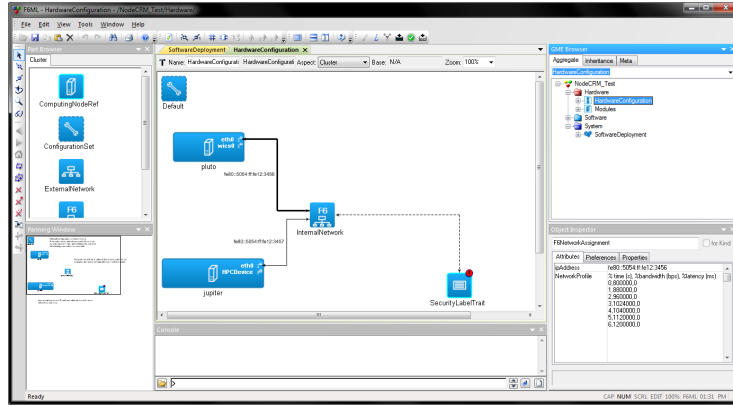 F6ML - HardwareConfiguration - /NodeCRM_Test/Hardware/
File Edit View Tools Window Help
Part Browser
Cluster
ComputingNodeRef
ConfigurationSet
ExternalNetwork
F6
Panning Window
SoftwareDeployment HardwareConfiguration
Name: HardwareConfigurati HardwareConfigurati Aspect: Cluster Base: N/A Zoom: 100%
Default
eth0
wics0
pluto
fe80::5054:ff:fe12:3456
F6
InternalNetwork
fe80::5054:ff:fe12:3457
eth0
HPCDevice
jupiter
SecurityLabelTrait
Console
GME Browser
Aggregate Inheritance Meta
HardwareConfiguration
NodeCRM_Test
Hardware
HardwareConfiguration
Modules
Software
System
SoftwareDeployment
Object Inspector
F6NetworkAssignment for Kind
Attributes Preferences Properties
ipAddress fe80::5054:ff:fe12:3456
NetworkProfile % time (s), %bandwidth (bps), %latency (ms)
0,800000,0
1,880000,0
2,960000,0
3,1024000,0
4,1040000,0
5,1120000,0
6,1200000,0
Ready
CAP NUM SCRL EDIT 100% F6ML 01:31 PM